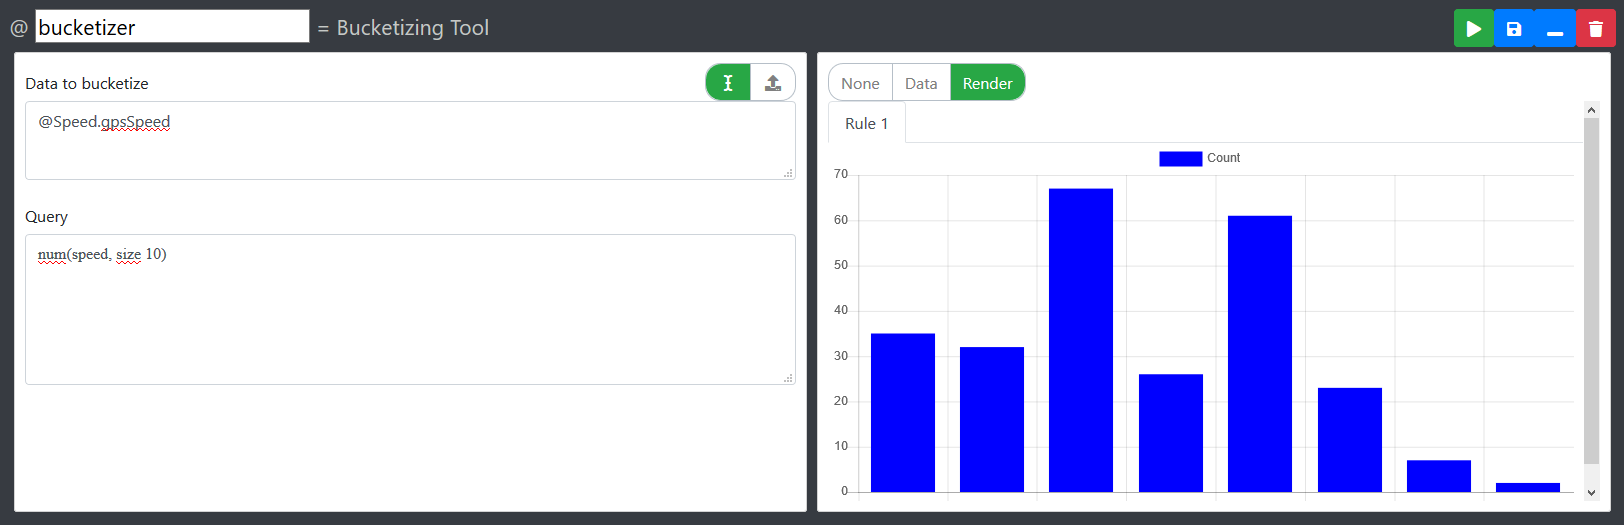 @ bucketizer = Bucketizing Tool
Data to bucketize
@Speed.gpsSpeed
Query
num(speed, size 10)
None Data Render
Rule 1
Count
70
60
50
40
30
20
10
0